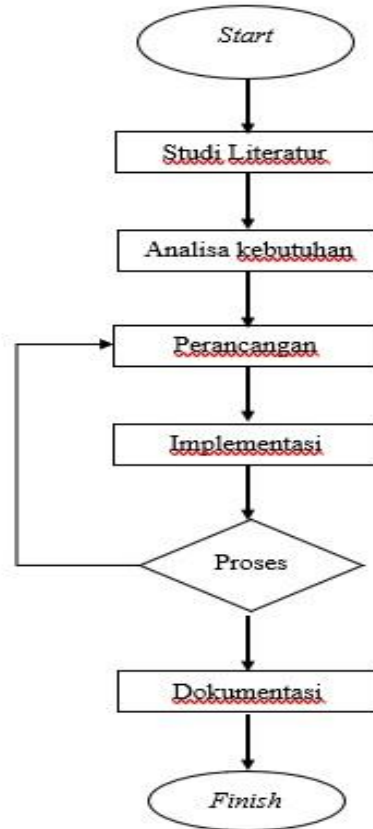 Start
Studi Literatur
Analisa kebutuhan
Perancangan
Implementasi
Proses
Dokumentasi
Finish